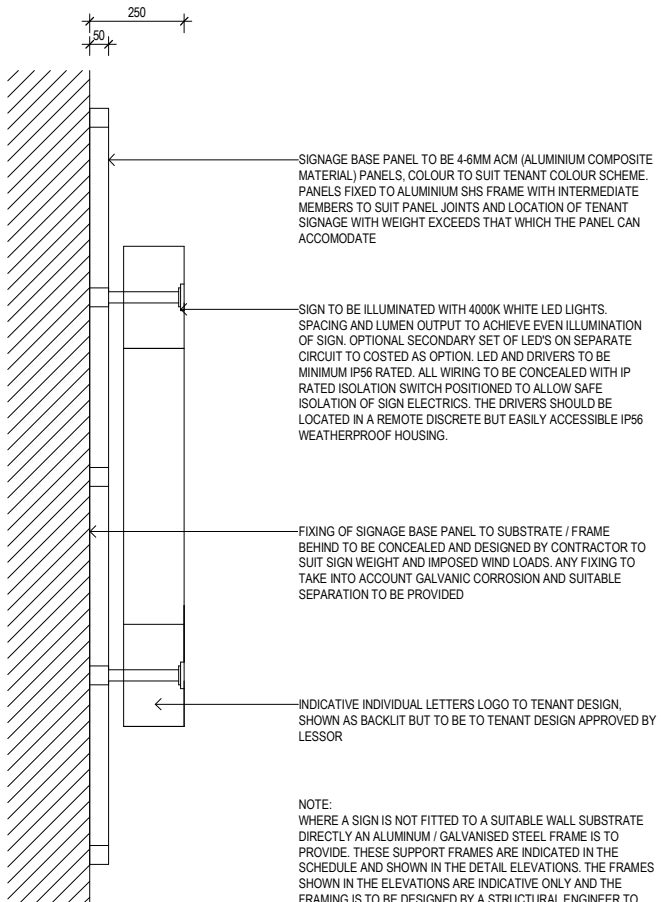 250
50
SIGNAGE BASE PANEL TO BE 4-6MM ACM (ALUMINIUM COMPOSITE
MATERIAL) PANELS, COLOUR TO SUIT TENANT COLOUR SCHEME.
PANELS FIXED TO ALUMINIUM SHS FRAME WITH INTERMEDIATE
MEMBERS TO SUIT PANEL JOINTS AND LOCATION OF TENANT
SIGNAGE WITH WEIGHT EXCEEDS THAT WHICH THE PANEL CAN
ACCOMODATE
SIGN TO BE ILLUMINATED WITH 4000K WHITE LED LIGHTS.
SPACING AND LUMEN OUTPUT TO ACHIEVE EVEN ILLUMINATION
OF SIGN. OPTIONAL SECONDARY SET OF LED'S ON SEPARATE
CIRCUIT TO COSTED AS OPTION. LED AND DRIVERS TO BE
MINIMUM IP56 RATED. ALL WIRING TO BE CONCEALED WITH IP
RATED ISOLATION SWITCH POSITIONED TO ALLOW SAFE
ISOLATION OF SIGN ELECTRICS. THE DRIVERS SHOULD BE
LOCATED IN A REMOTE DISCRETE BUT EASILY ACCESSIBLE IP56
WEATHERPROOF HOUSING.
FIXING OF SIGNAGE BASE PANEL TO SUBSTRATE / FRAME
BEHIND TO BE CONCEALED AND DESIGNED BY CONTRACTOR TO
SUIT SIGN WEIGHT AND IMPOSED WIND LOADS. ANY FIXING TO
TAKE INTO ACCOUNT GALVANIC CORROSION AND SUITABLE
SEPARATION TO BE PROVIDED
INDICATIVE INDIVIDUAL LETTERS LOGO TO TENANT DESIGN,
SHOWN AS BACKLIT BUT TO BE TO TENANT DESIGN APPROVED BY
LESSOR
NOTE:
WHERE A SIGN IS NOT FITTED TO A SUITABLE WALL SUBSTRATE
DIRECTLY AN ALUMINUM / GALVANISED STEEL FRAME IS TO
PROVIDE. THESE SUPPORT FRAMES ARE INDICATED IN THE
SCHEDULE AND SHOWN IN THE DETAIL ELEVATIONS. THE FRAMES
SHOWN IN THE ELEVATIONS ARE INDICATIVE ONLY AND THE
FRAMING IS TO BE DESIGNED BY A STRUCTURAL ENGINEER TO